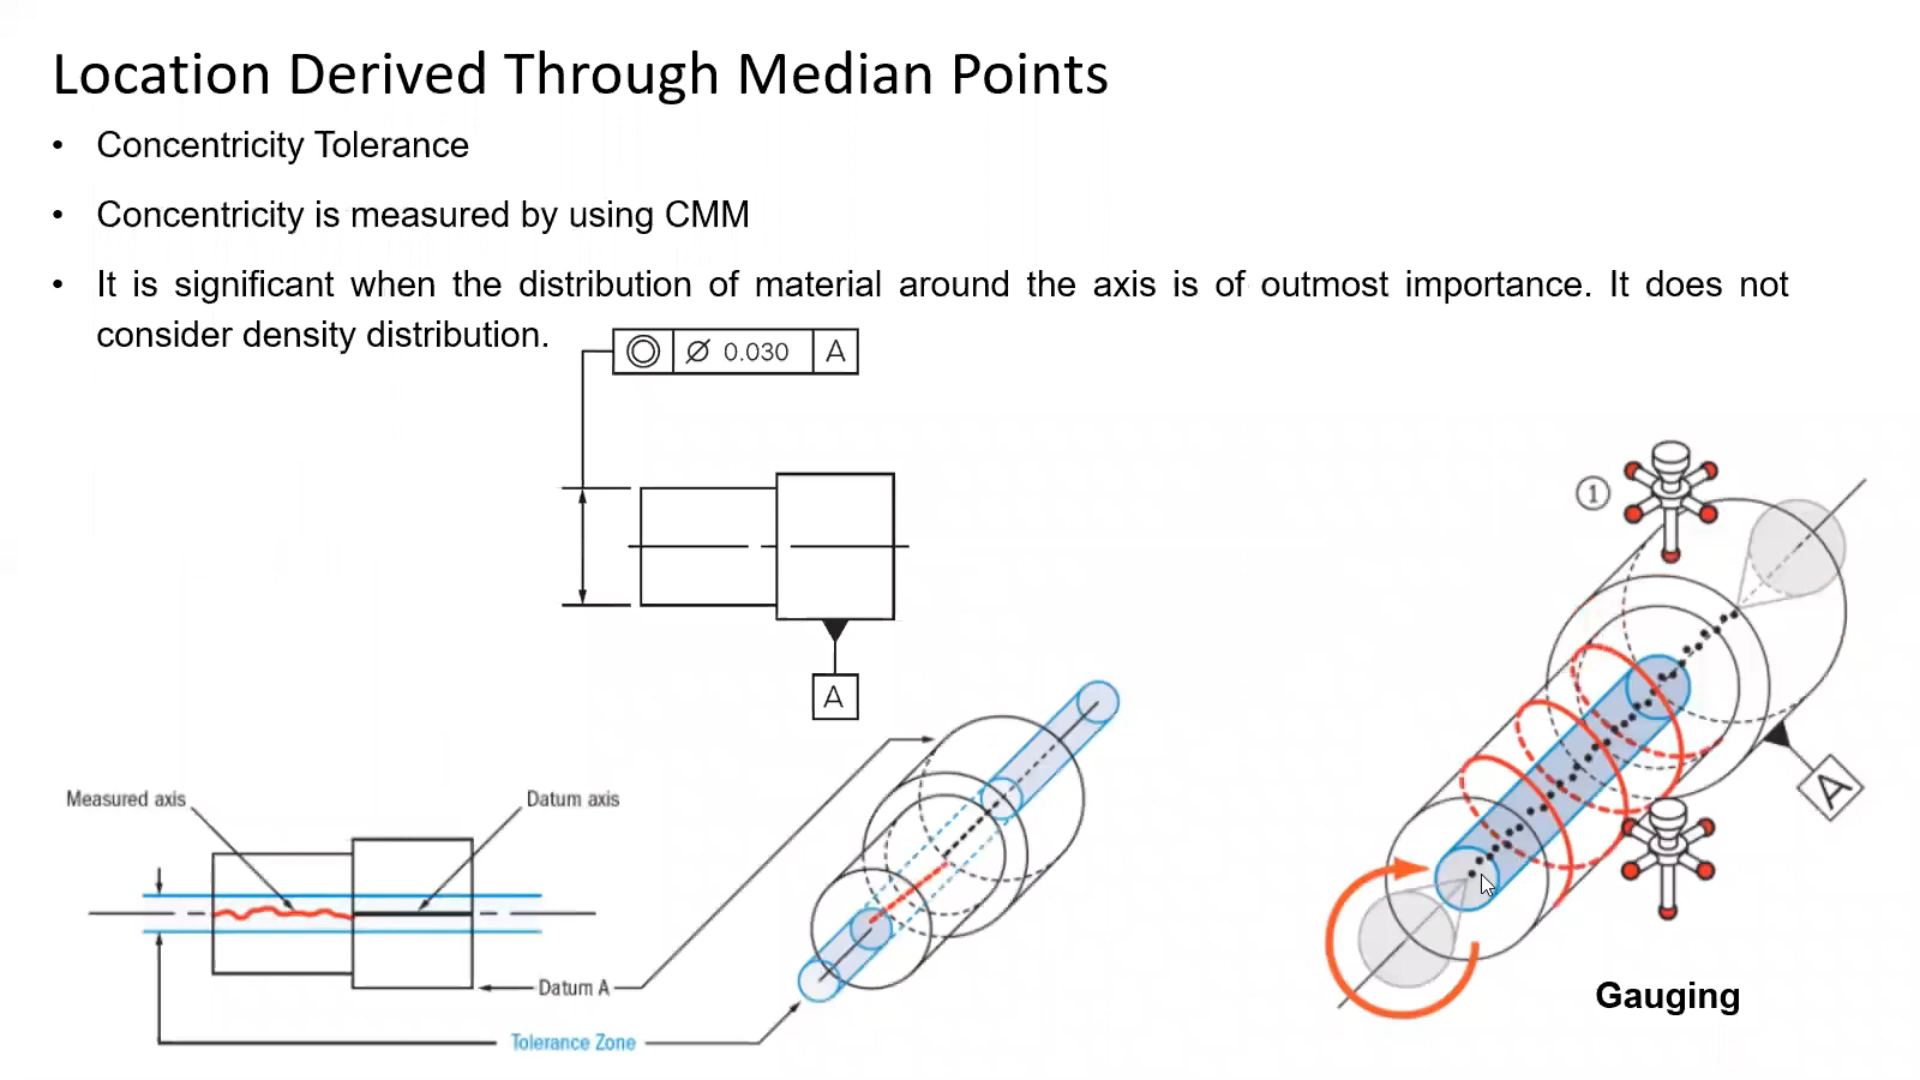 Location Derived Through Median Points
• Concentricity Tolerance
• Concentricity is measured by using CMM
• It is significant when the distribution of material around the axis is of outmost importance. It does not
consider density distribution.
◎ ⌀ 0.030 A
A
Measured axis
Datum axis
Datum A
Tolerance Zone
1
A
Gauging